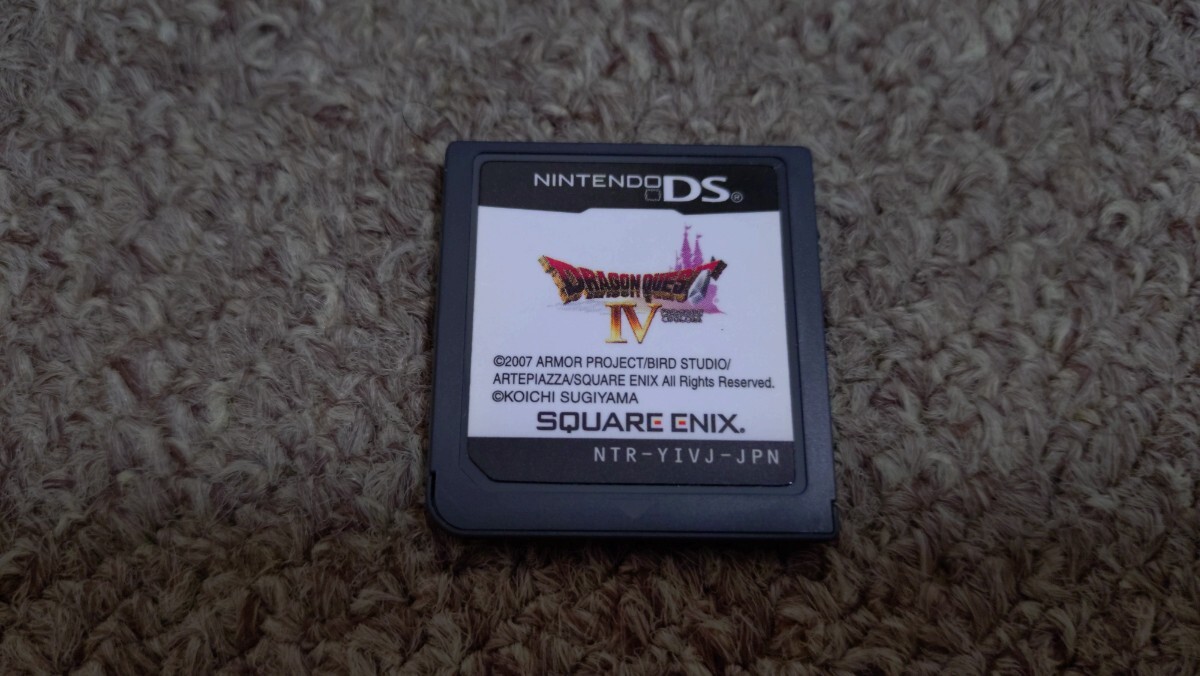 NINTENDO DS®
DRAGON QUEST
IV
©2007 ARMOR PROJECT/BIRD STUDIO/
ARTEPIAZZA/SQUARE ENIX All Rights Reserved.
©KOICHI SUGIYAMA
SQUARE ENIX.
NTR-YIVJ-JPN